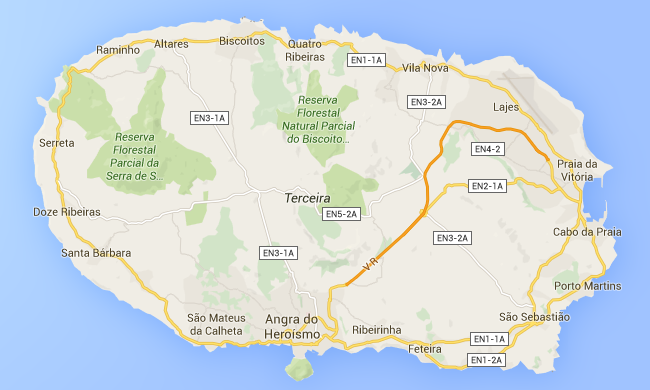 Biscoitos
Altares
Raminho
Quatro
Ribeiras
EN1-1A
Vila Nova
Lajes
EN3-2A
Reserva
Florestal
Natural Parcial
do Biscoito...
EN3-1A
Reserva
Florestal
Parcial da
Serra de S...
Serreta
EN4-2
Praia da
Vitória
EN2-1A
Terceira
EN5-2A
Doze Ribeiras
Cabo da Praia
EN3-2A
Santa Bárbara
EN3-1A
V-R
Porto Martins
São Mateus
da Calheta
Angra do
Heroísmo
Ribeirinha
São Sebastião
Feteira
EN1-1A
EN1-2A